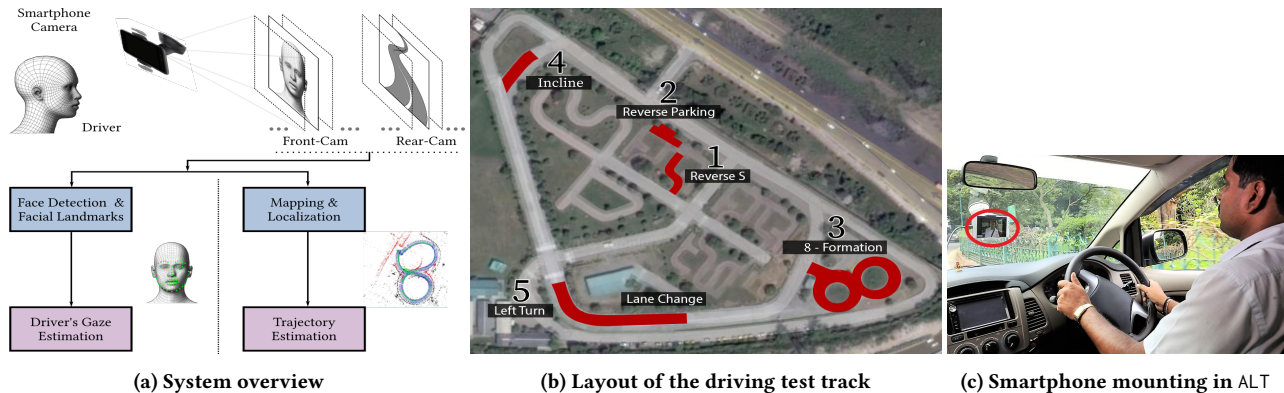 Smartphone
Camera
Driver
Front-Cam
Rear-Cam
Face Detection &
Facial Landmarks
Mapping &
Localization
Driver's Gaze
Estimation
Trajectory
Estimation
(a) System overview
4
Incline
2
Reverse Parking
1
Reverse S
3
8 - Formation
5
Left Turn
Lane Change
(b) Layout of the driving test track
(c) Smartphone mounting in ALT